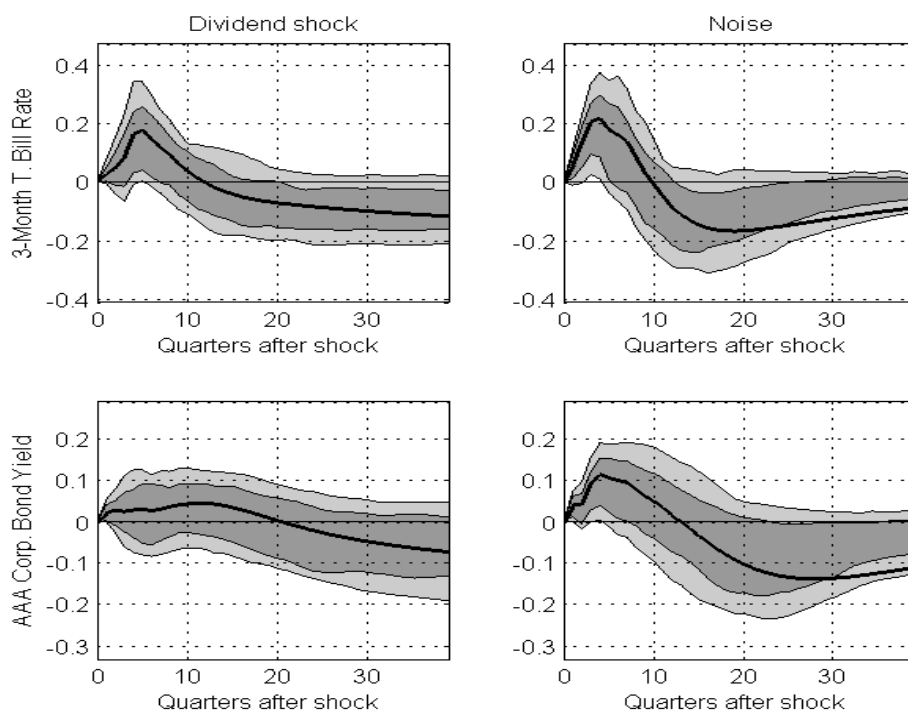 Dividend shock
Noise
3-Month T. Bill Rate
0.4
0.2
0
-0.2
-0.4
0 10 20 30
Quarters after shock
0.4
0.2
0
-0.2
-0.4
0 10 20 30
Quarters after shock
AAA Corp. Bond Yield
0.2
0.1
0
-0.1
-0.2
-0.3
0 10 20 30
Quarters after shock
0.2
0.1
0
-0.1
-0.2
-0.3
0 10 20 30
Quarters after shock